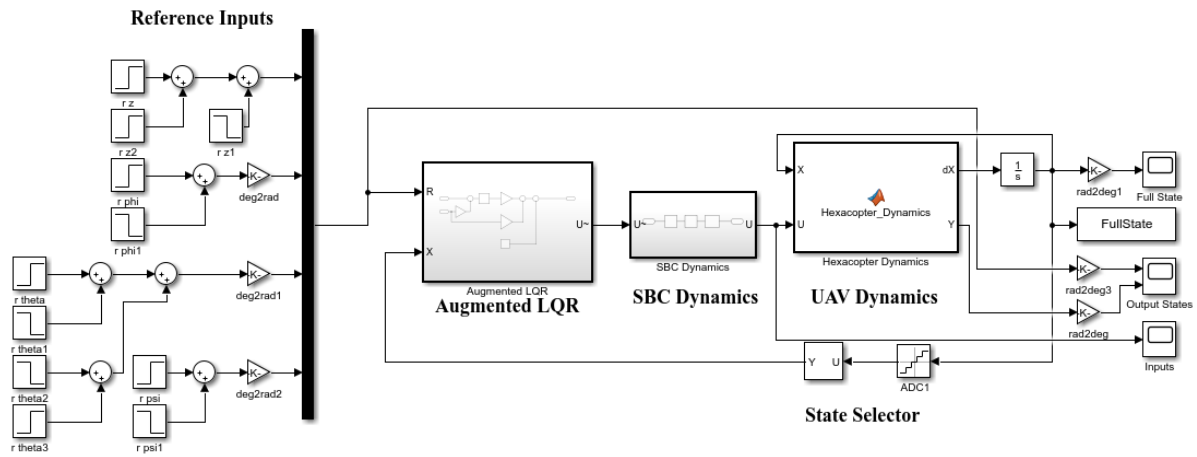 Reference Inputs
r z
r z2
r z1
r phi
K-
deg2rad
r phi1
r theta
K-
deg2rad1
r theta1
r theta2
r psi
K-
deg2rad2
r theta3
r psi1
R
X
U~
Augmented LQR
Augmented LQR
U~
U
SBC Dynamics
SBC Dynamics
X
U
dX
Y
Hexacopter_Dynamics
Hexacopter Dynamics
UAV Dynamics
1
s
K-
rad2deg1
Full State
FullState
K-
rad2deg3
K-
rad2deg
Output States
Inputs
Y
U
ADC1
State Selector